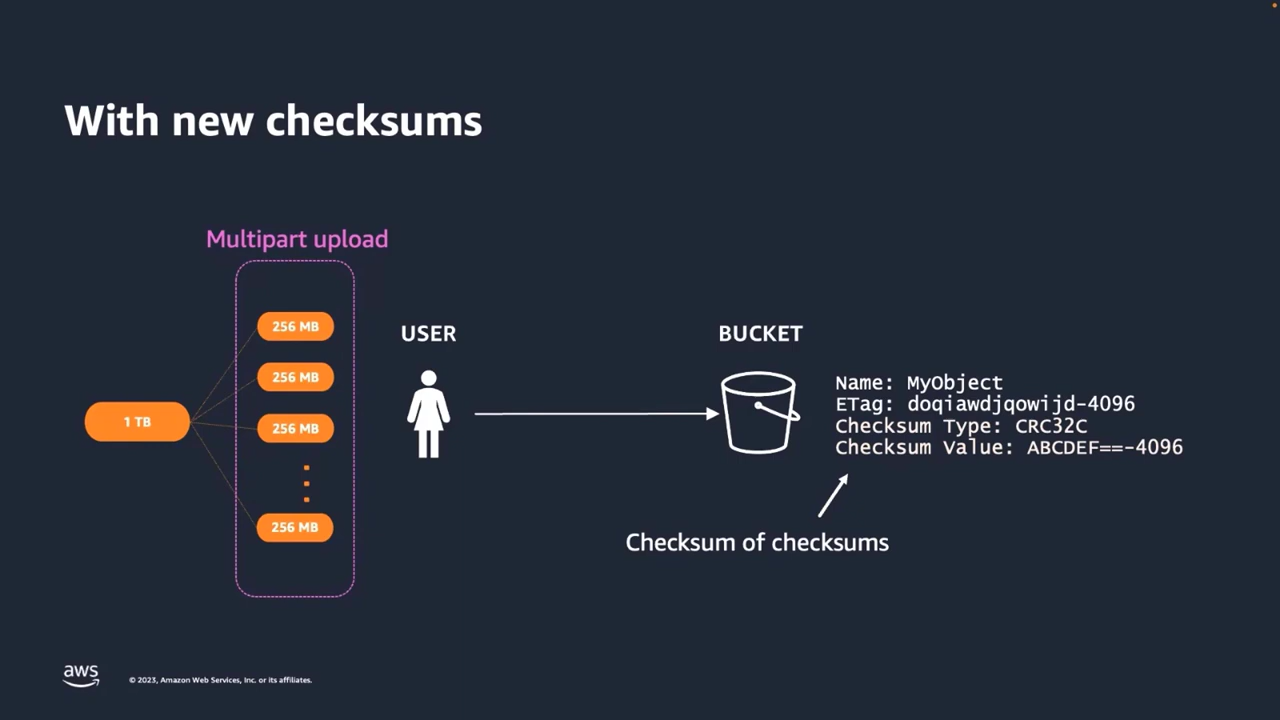 With new checksums
Multipart upload
256 MB
256 MB
256 MB
256 MB
1 TB
USER
BUCKET
Name: MyObject
ETag: doqiawdjqowijd-4096
Checksum Type: CRC32C
Checksum Value: ABCDEF==-4096
Checksum of checksums
aws
© 2023, Amazon Web Services, Inc. or its affiliates.